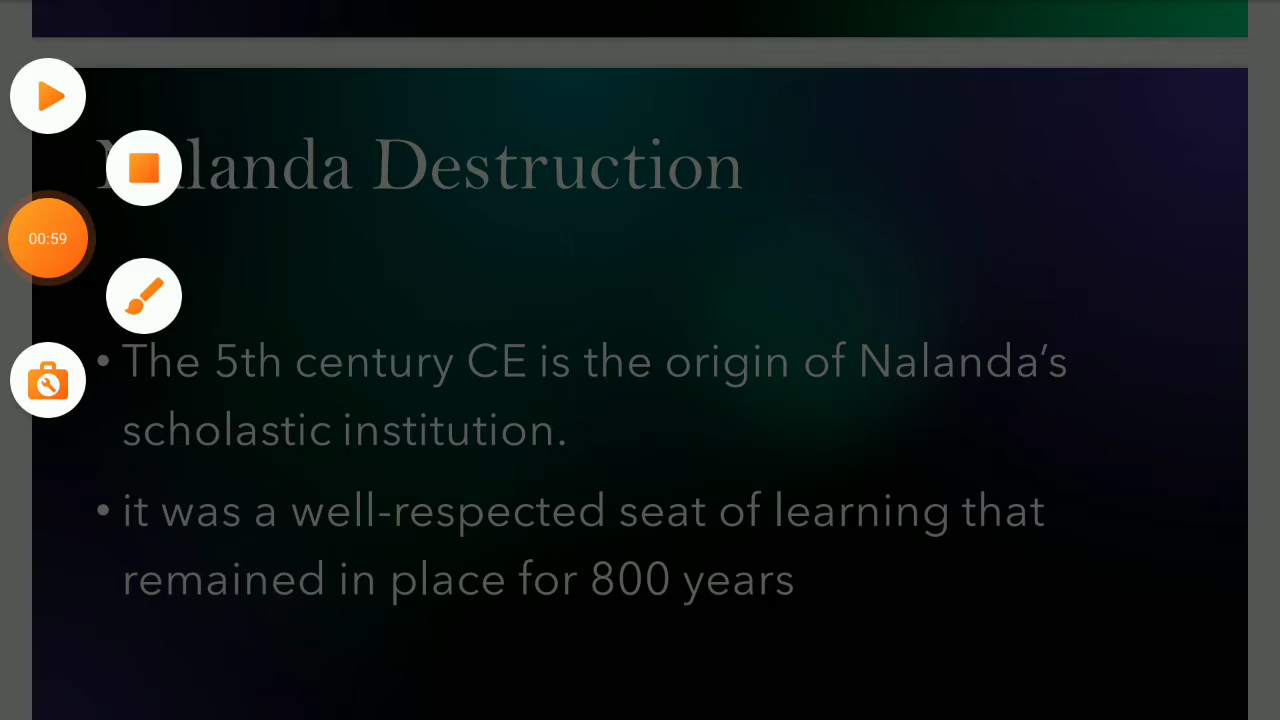 Nalanda Destruction
00:59
• The 5th century CE is the origin of Nalanda’s
scholastic institution.
• it was a well-respected seat of learning that
remained in place for 800 years